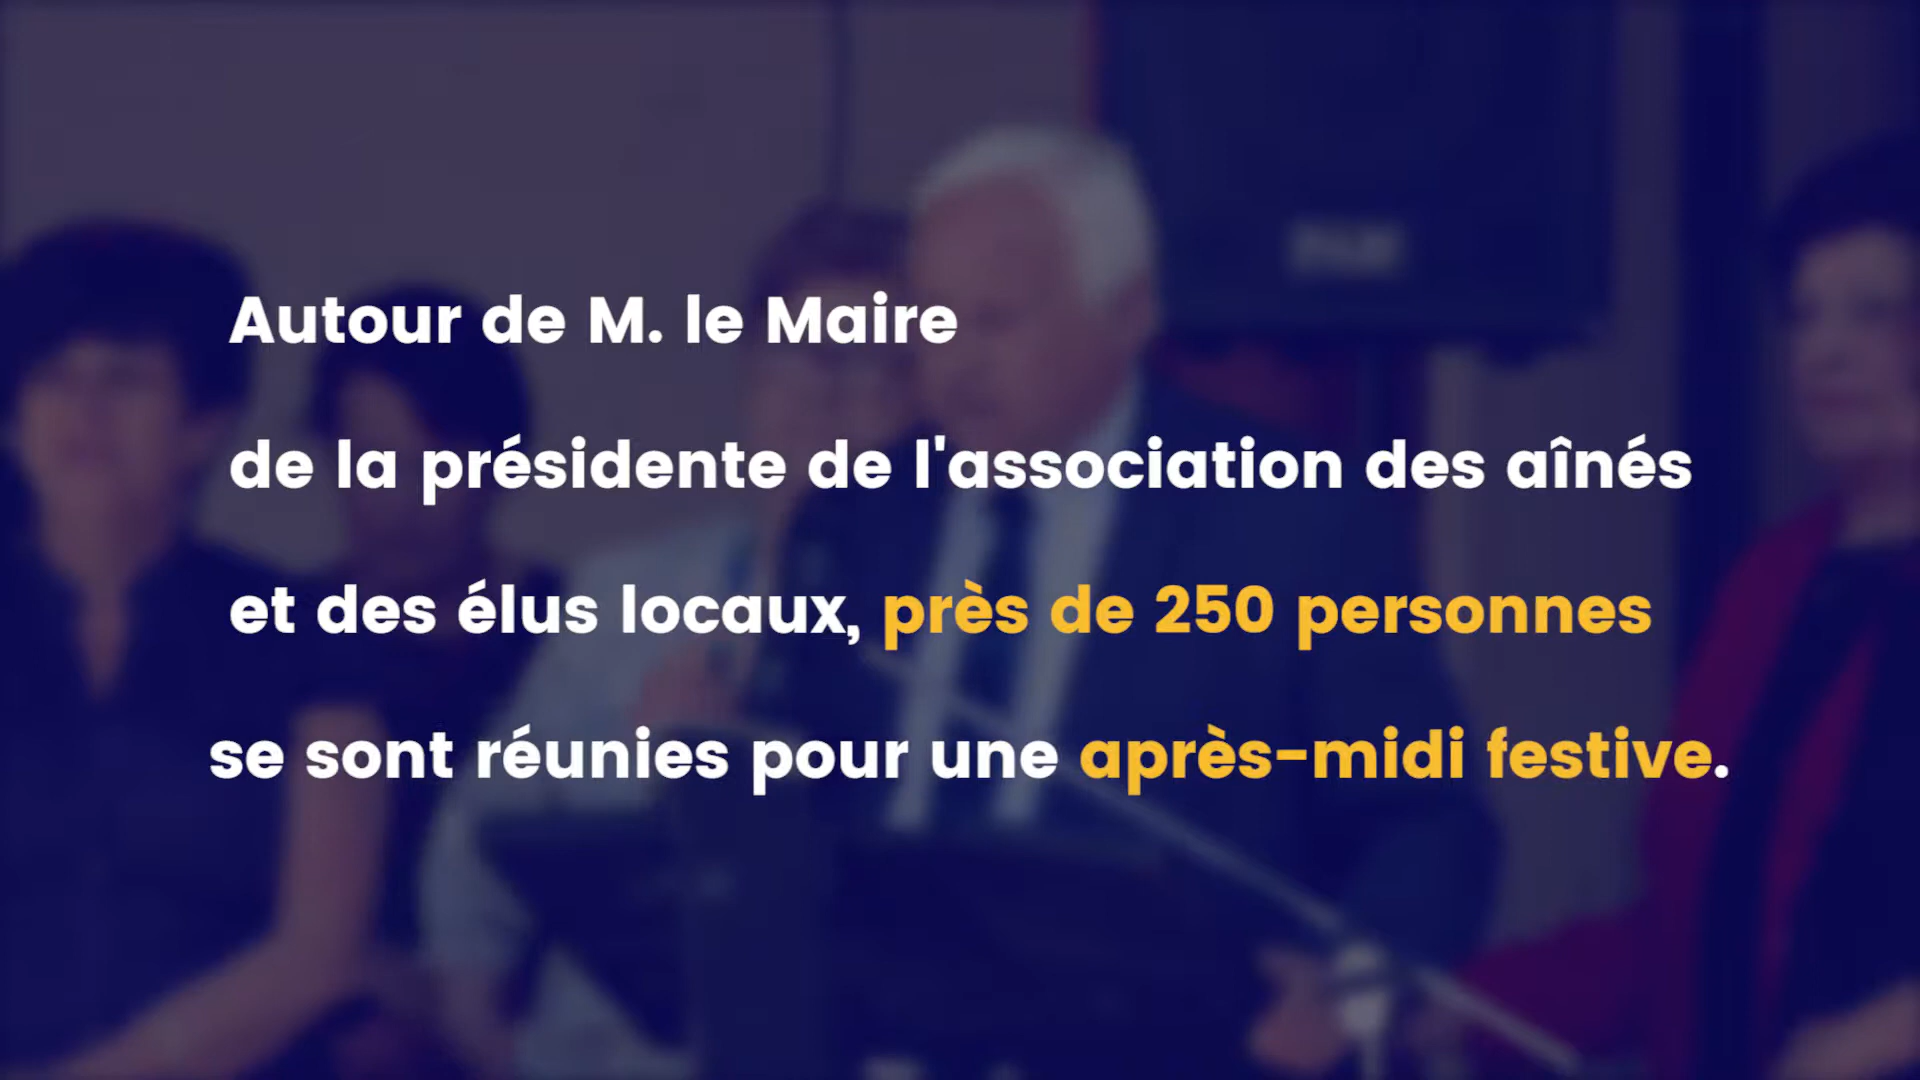 Autour de M. le Maire
de la présidente de l'association des aînés
et des élus locaux, près de 250 personnes
se sont réunies pour une après-midi festive.